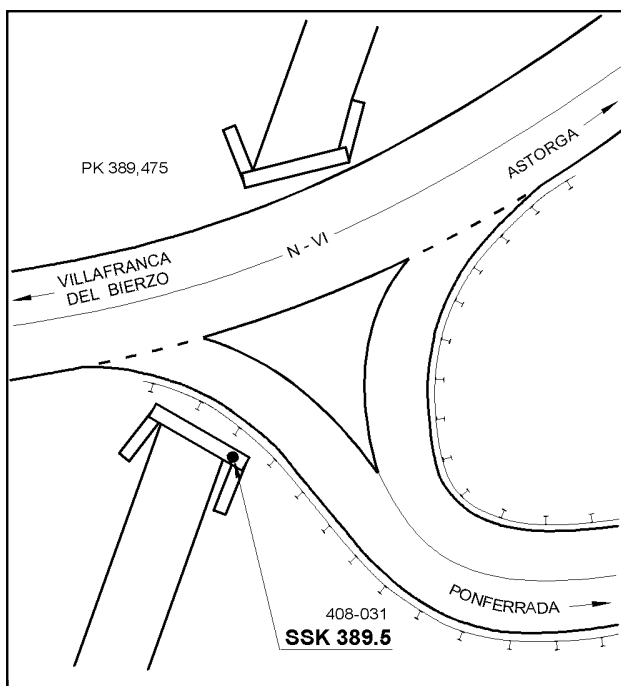 PK 389,475
ASTORGA
N - VI
VILLAFRANCA
DEL BIERZO
PONFERRADA
408-031
SSK 389.5